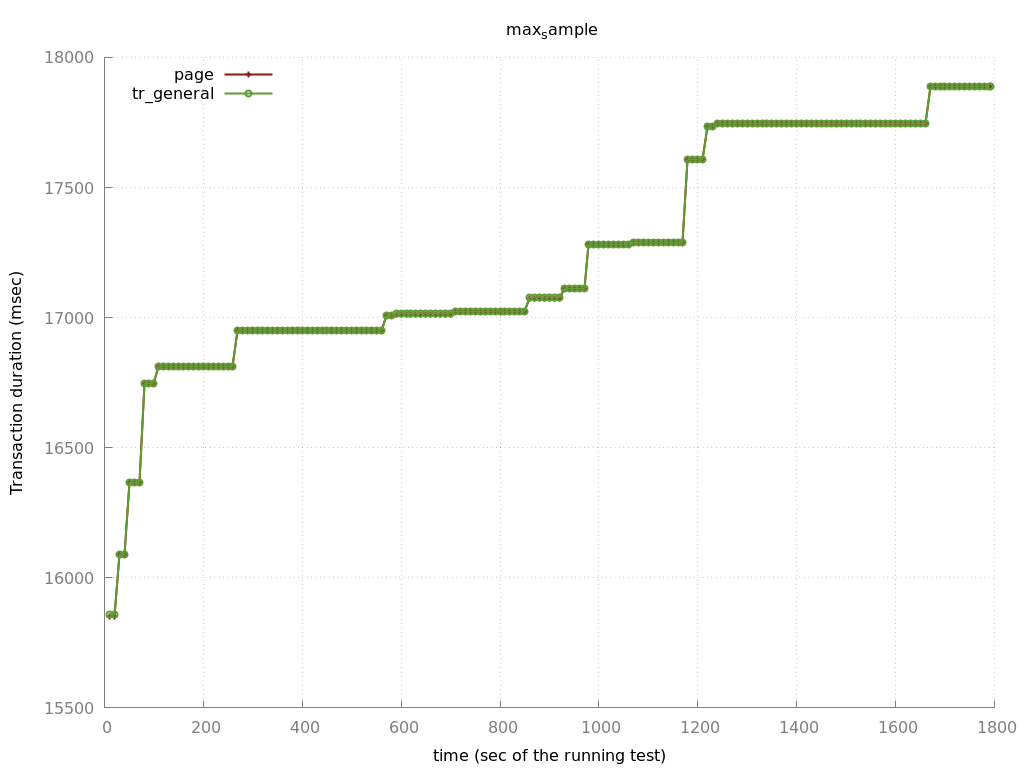 maxsample
18000
page
tr_general
17500
17000
16500
16000
15500
Transaction duration (msec)
0 200 400 600 800 1000 1200 1400 1600 1800
time (sec of the running test)